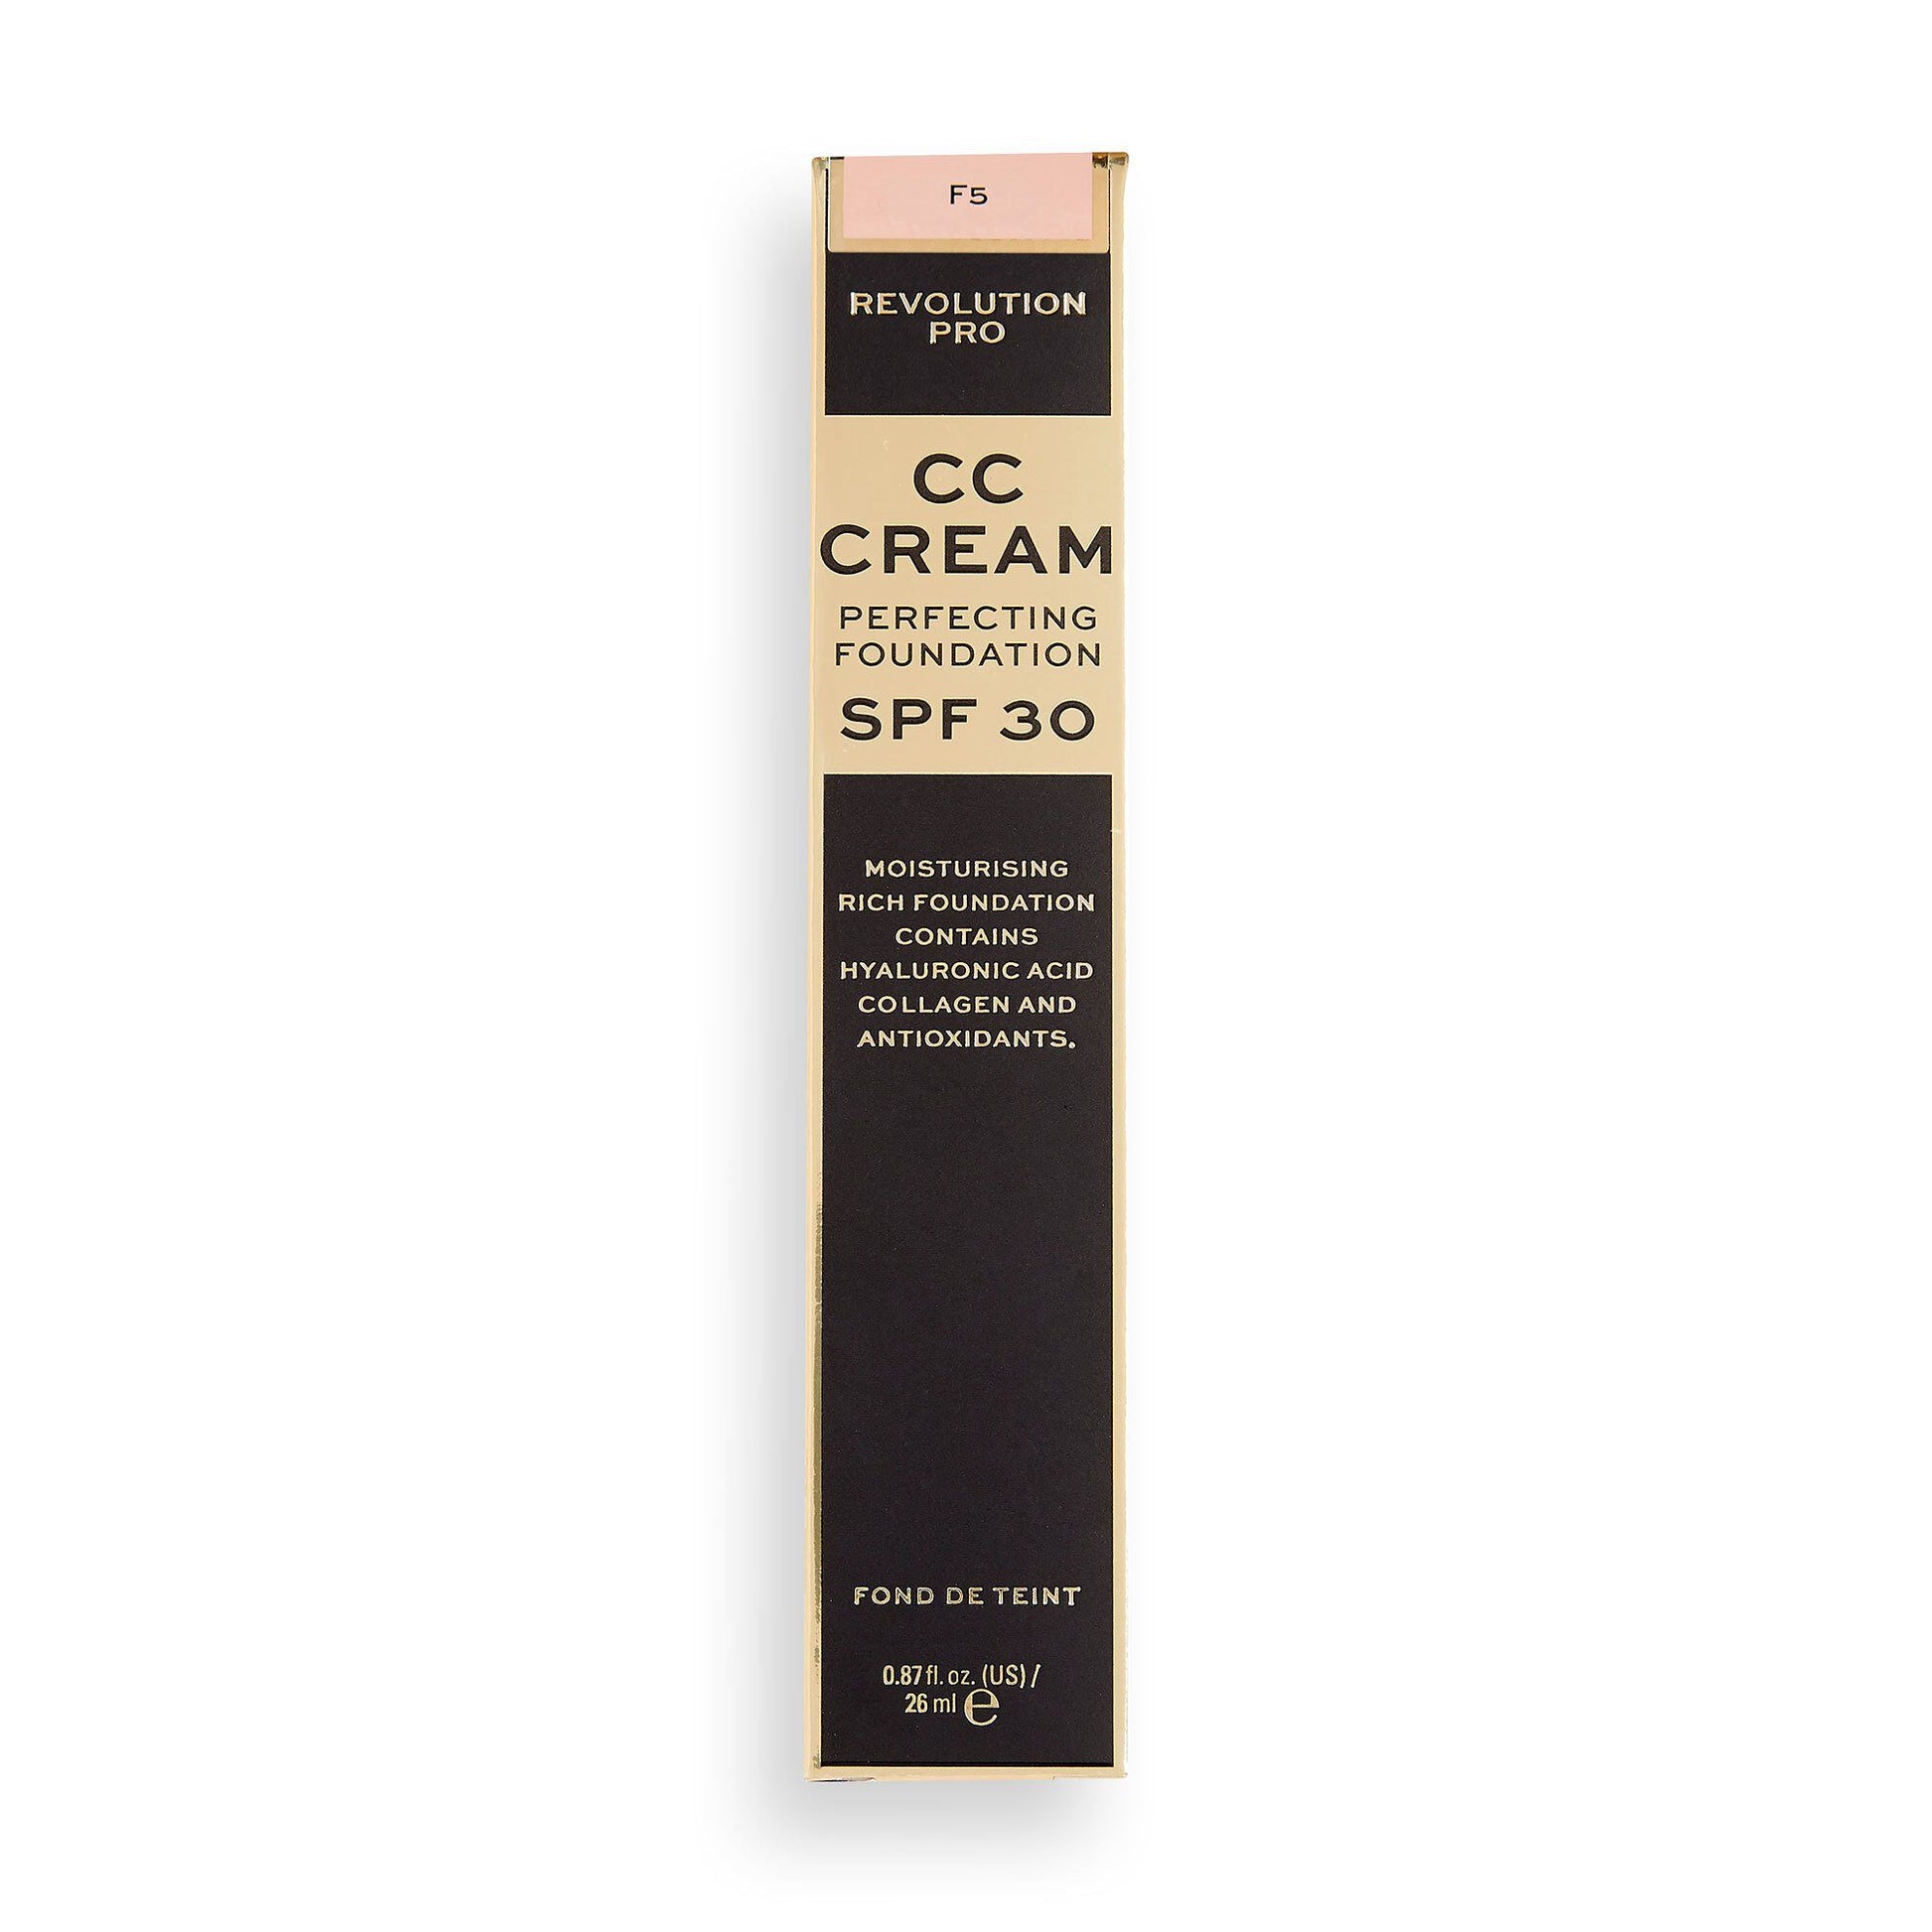 F5
REVOLUTION
PRO
CC
CREAM
PERFECTING
FOUNDATION
SPF 30
MOISTURISING
RICH FOUNDATION
CONTAINS
HYALURONIC ACID
COLLAGEN AND
ANTIOXIDANTS.
FOND DE TEINT
0.87 fl. oz. (US) /
26 ml ℮